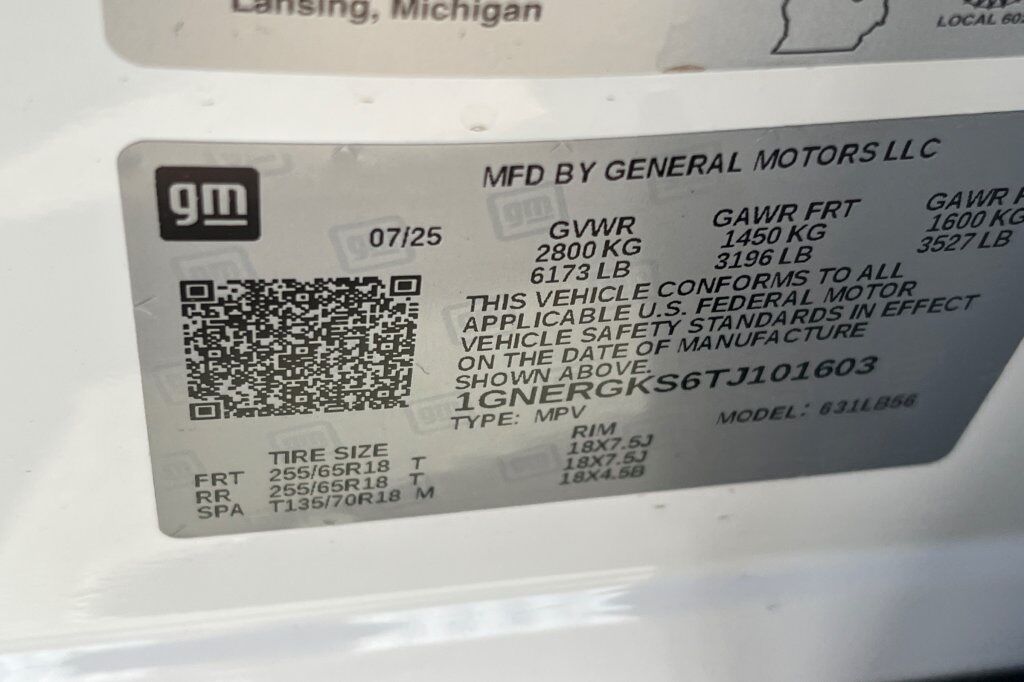 Lansing, Michigan
LOCAL 602
gm
MFD BY GENERAL MOTORS LLC
07/25
GVWR
2800 KG
6173 LB
GAWR FRT
1450 KG
3196 LB
GAWR
1600 KG
3527 LB
THIS VEHICLE CONFORMS TO ALL
APPLICABLE U.S. FEDERAL MOTOR
VEHICLE SAFETY STANDARDS IN EFFECT
ON THE DATE OF MANUFACTURE
SHOWN ABOVE.
1GNERGKS6TJ101603
TYPE: MPV MODEL: 631LB56
TIRE SIZE RIM
FRT 255/65R18 T 18X7.5J
RR 255/65R18 T 18X7.5J
SPA T135/70R18 M 18X4.5B